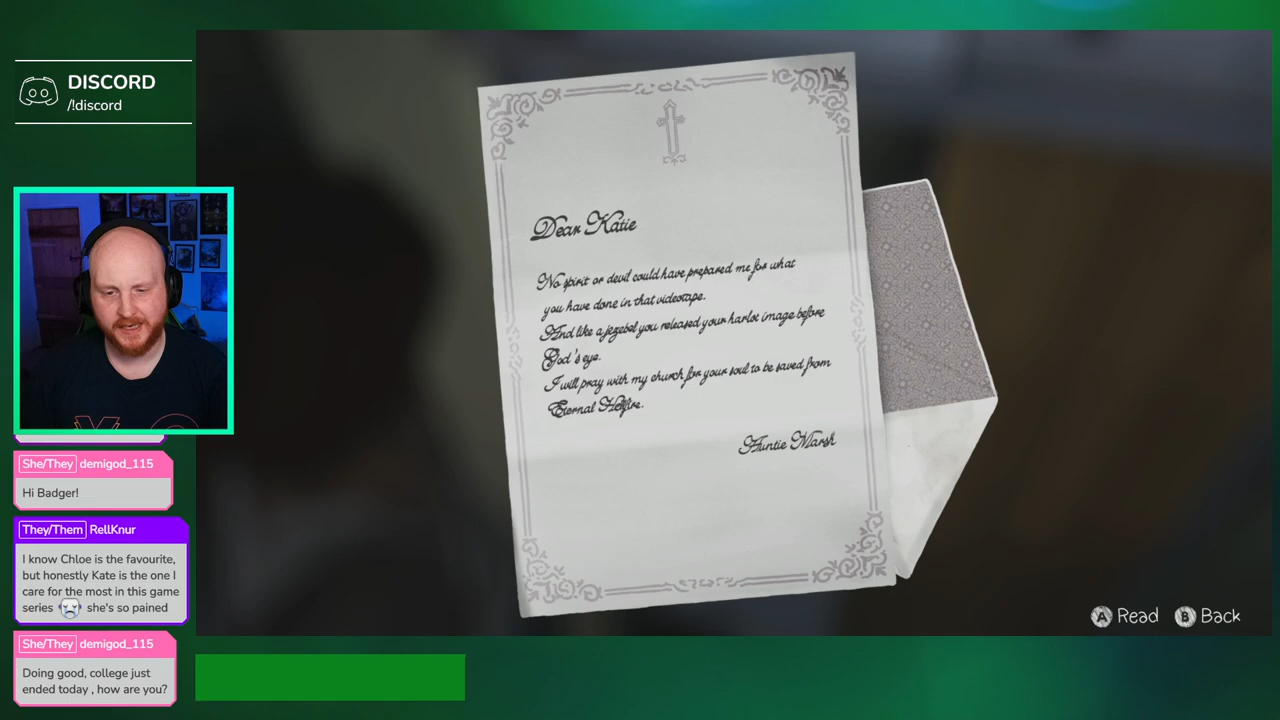 DISCORD
/!discord
Dear Katie
No spirit or devil could have prepared me for what
you have done in that videotape.
And like a jezebel you released your harlot image before
God's eye.
I will pray with my church for your soul to be saved from
Eternal Hellfire.
Auntie Marsh
She/They demigod_115
Hi Badger!
They/Them RellKnur
I know Chloe is the favourite,
but honestly Kate is the one I
care for the most in this game
series she's so pained
She/They demigod_115
Doing good, college just
ended today , how are you?
A Read B Back